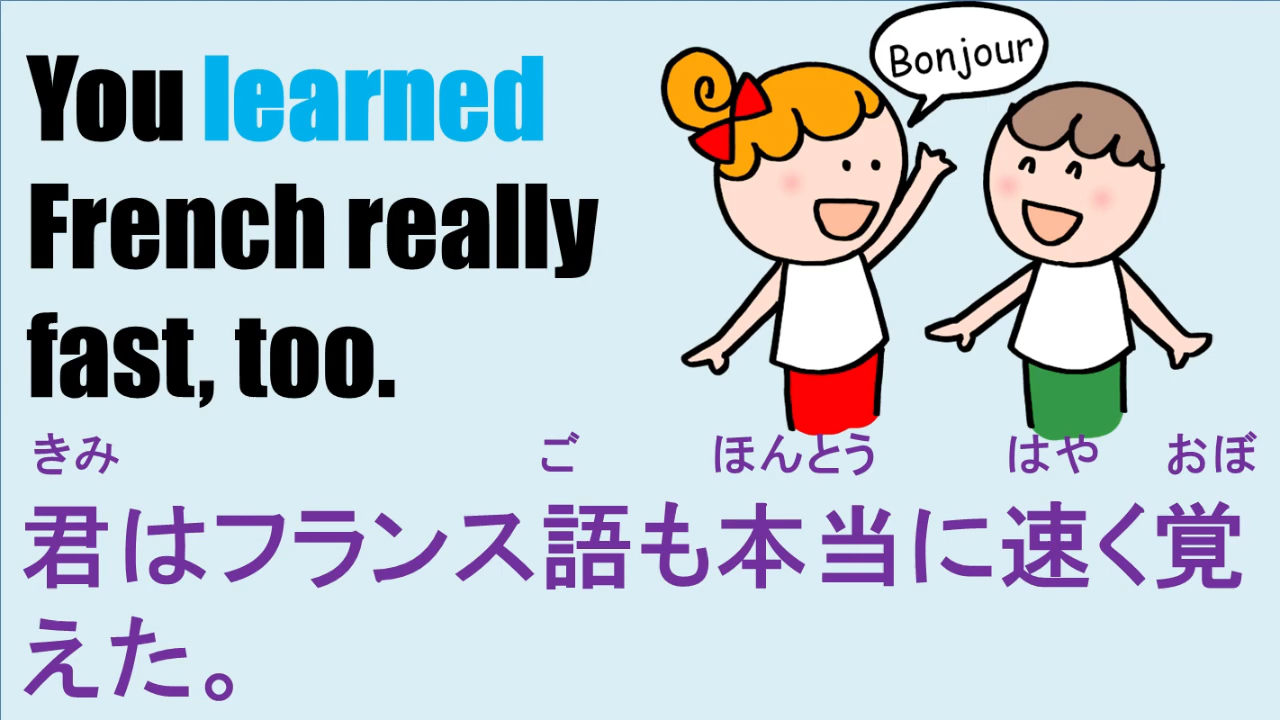 You learned
French really
fast, too.
Bonjour
きみ ご ほんとう はや おぼ
君はフランス語も本当に速く覚
えた。